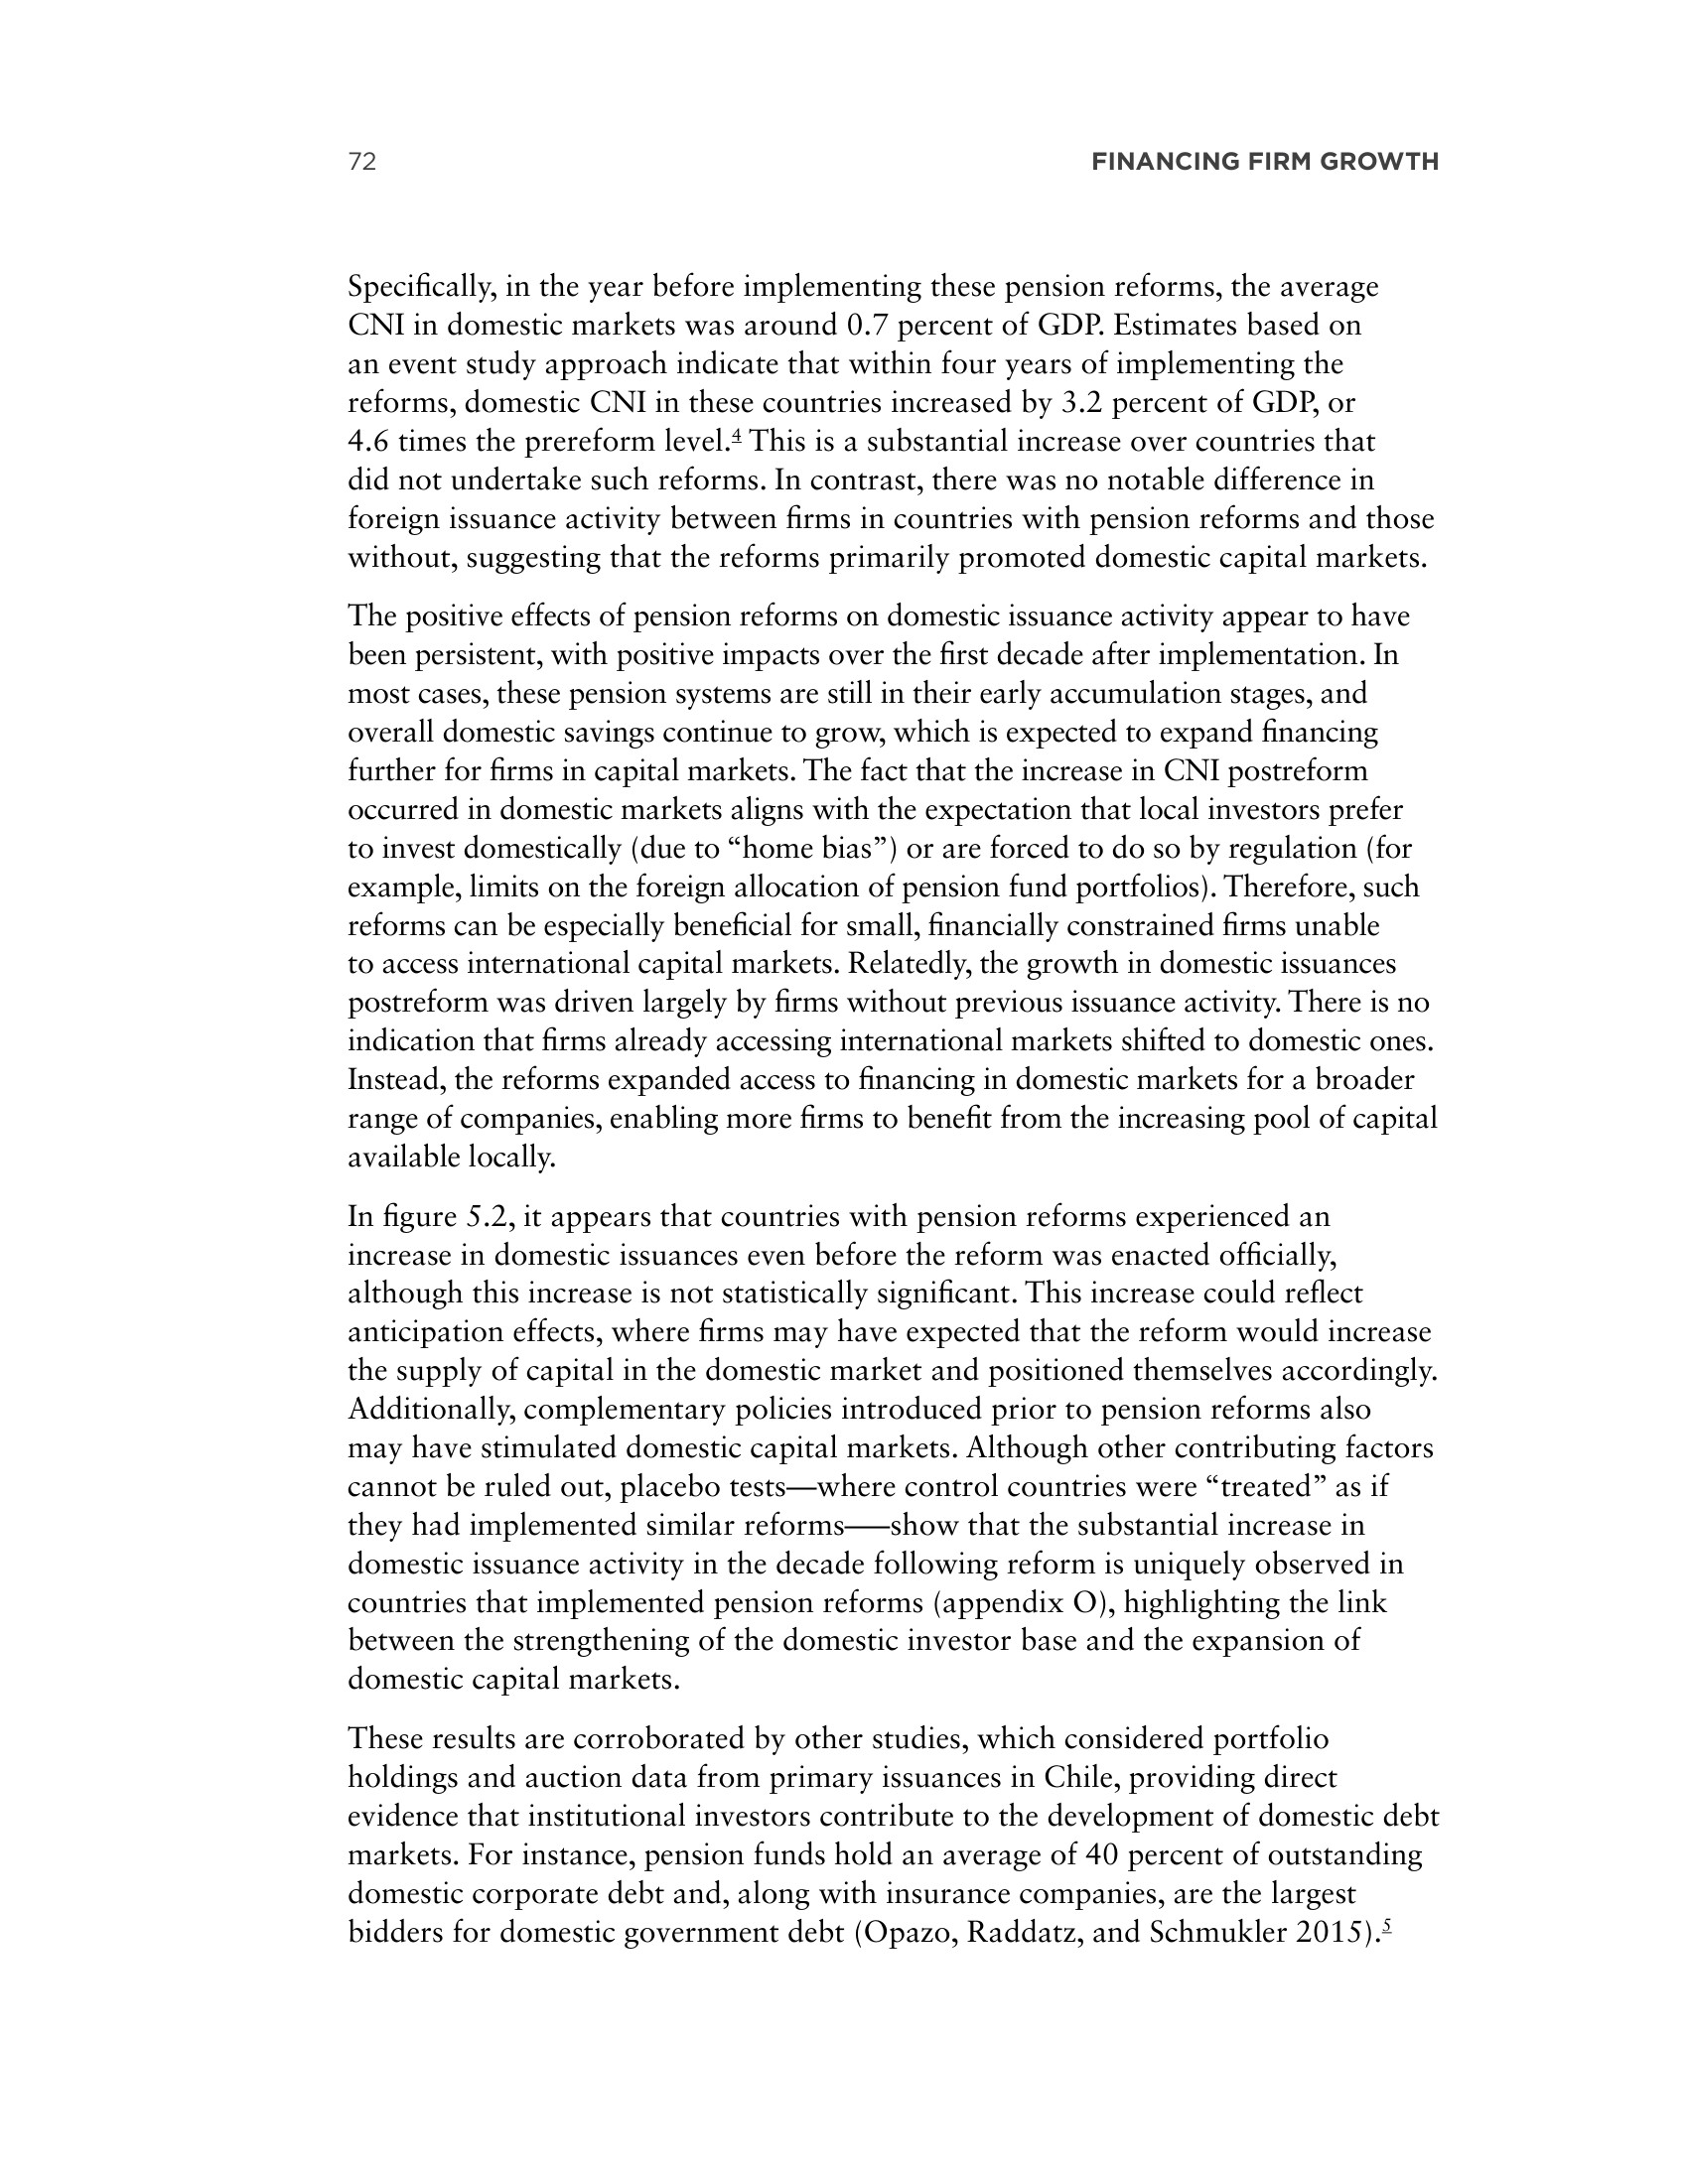 72
FINANCING FIRM GROWTH
Specifically, in the year before implementing these pension reforms, the average
CNI in domestic markets was around 0.7 percent of GDP. Estimates based on
an event study approach indicate that within four years of implementing the
reforms, domestic CNI in these countries increased by 3.2 percent of GDP, or
4.6 times the prereform level.4 This is a substantial increase over countries that
did not undertake such reforms. In contrast, there was no notable difference in
foreign issuance activity between firms in countries with pension reforms and those
without, suggesting that the reforms primarily promoted domestic capital markets.
The positive effects of pension reforms on domestic issuance activity appear to have
been persistent, with positive impacts over the first decade after implementation. In
most cases, these pension systems are still in their early accumulation stages, and
overall domestic savings continue to grow, which is expected to expand financing
further for firms in capital markets. The fact that the increase in CNI postreform
occurred in domestic markets aligns with the expectation that local investors prefer
to invest domestically (due to “home bias”) or are forced to do so by regulation (for
example, limits on the foreign allocation of pension fund portfolios). Therefore, such
reforms can be especially beneficial for small, financially constrained firms unable
to access international capital markets. Relatedly, the growth in domestic issuances
postreform was driven largely by firms without previous issuance activity. There is no
indication that firms already accessing international markets shifted to domestic ones.
Instead, the reforms expanded access to financing in domestic markets for a broader
range of companies, enabling more firms to benefit from the increasing pool of capital
available locally.
In figure 5.2, it appears that countries with pension reforms experienced an
increase in domestic issuances even before the reform was enacted officially,
although this increase is not statistically significant. This increase could reflect
anticipation effects, where firms may have expected that the reform would increase
the supply of capital in the domestic market and positioned themselves accordingly.
Additionally, complementary policies introduced prior to pension reforms also
may have stimulated domestic capital markets. Although other contributing factors
cannot be ruled out, placebo tests—where control countries were “treated” as if
they had implemented similar reforms——show that the substantial increase in
domestic issuance activity in the decade following reform is uniquely observed in
countries that implemented pension reforms (appendix O), highlighting the link
between the strengthening of the domestic investor base and the expansion of
domestic capital markets.
These results are corroborated by other studies, which considered portfolio
holdings and auction data from primary issuances in Chile, providing direct
evidence that institutional investors contribute to the development of domestic debt
markets. For instance, pension funds hold an average of 40 percent of outstanding
domestic corporate debt and, along with insurance companies, are the largest
bidders for domestic government debt (Opazo, Raddatz, and Schmukler 2015).5